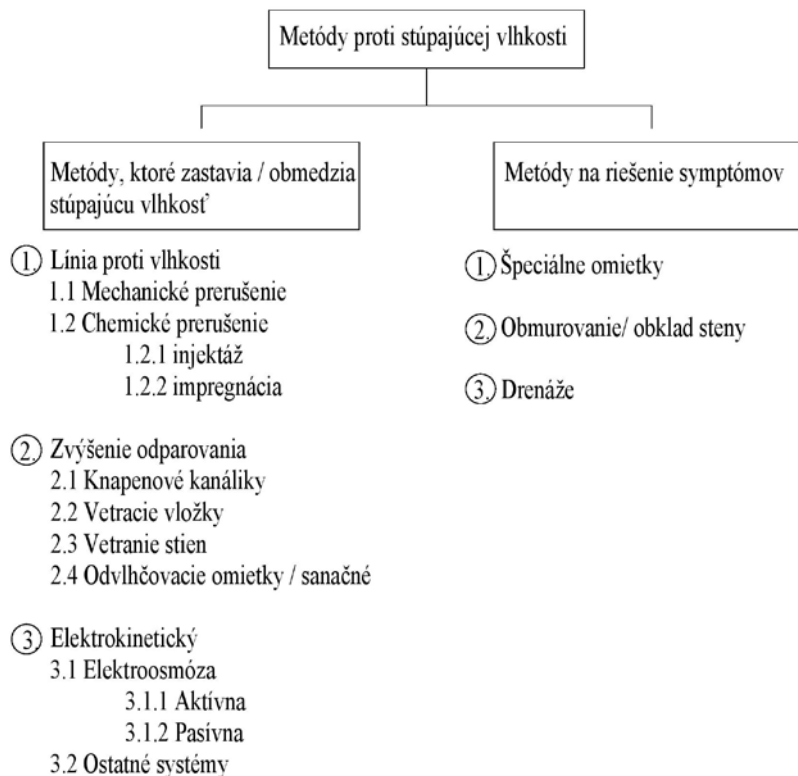 Metódy proti stúpajúcej vlhkosti
Metódy, ktoré zastavia / obmedzia
stúpajúcu vlhkosť
1. Línia proti vlhkosti
1.1 Mechanické prerušenie
1.2 Chemické prerušenie
1.2.1 injektáž
1.2.2 impregnácia
2. Zvýšenie odparovania
2.1 Knapenové kanáliky
2.2 Vetracie vložky
2.3 Vetranie stien
2.4 Odvlhčovacie omietky / sanačné
3. Elektrokinetický
3.1 Elektroosmóza
3.1.1 Aktívna
3.1.2 Pasívna
3.2 Ostatné systémy
Metódy na riešenie symptómov
1. Špeciálne omietky
2. Obmurovanie/ obklad steny
3. Drenáže